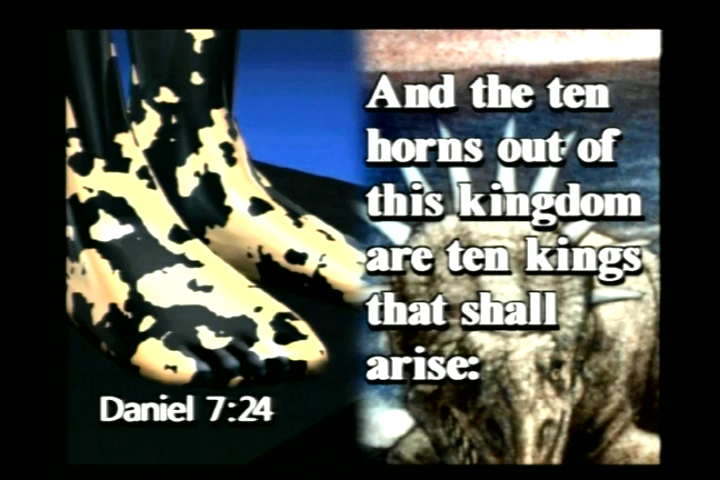 And the ten
horns out of
this kingdom
are ten kings
that shall
arise:
Daniel 7:24